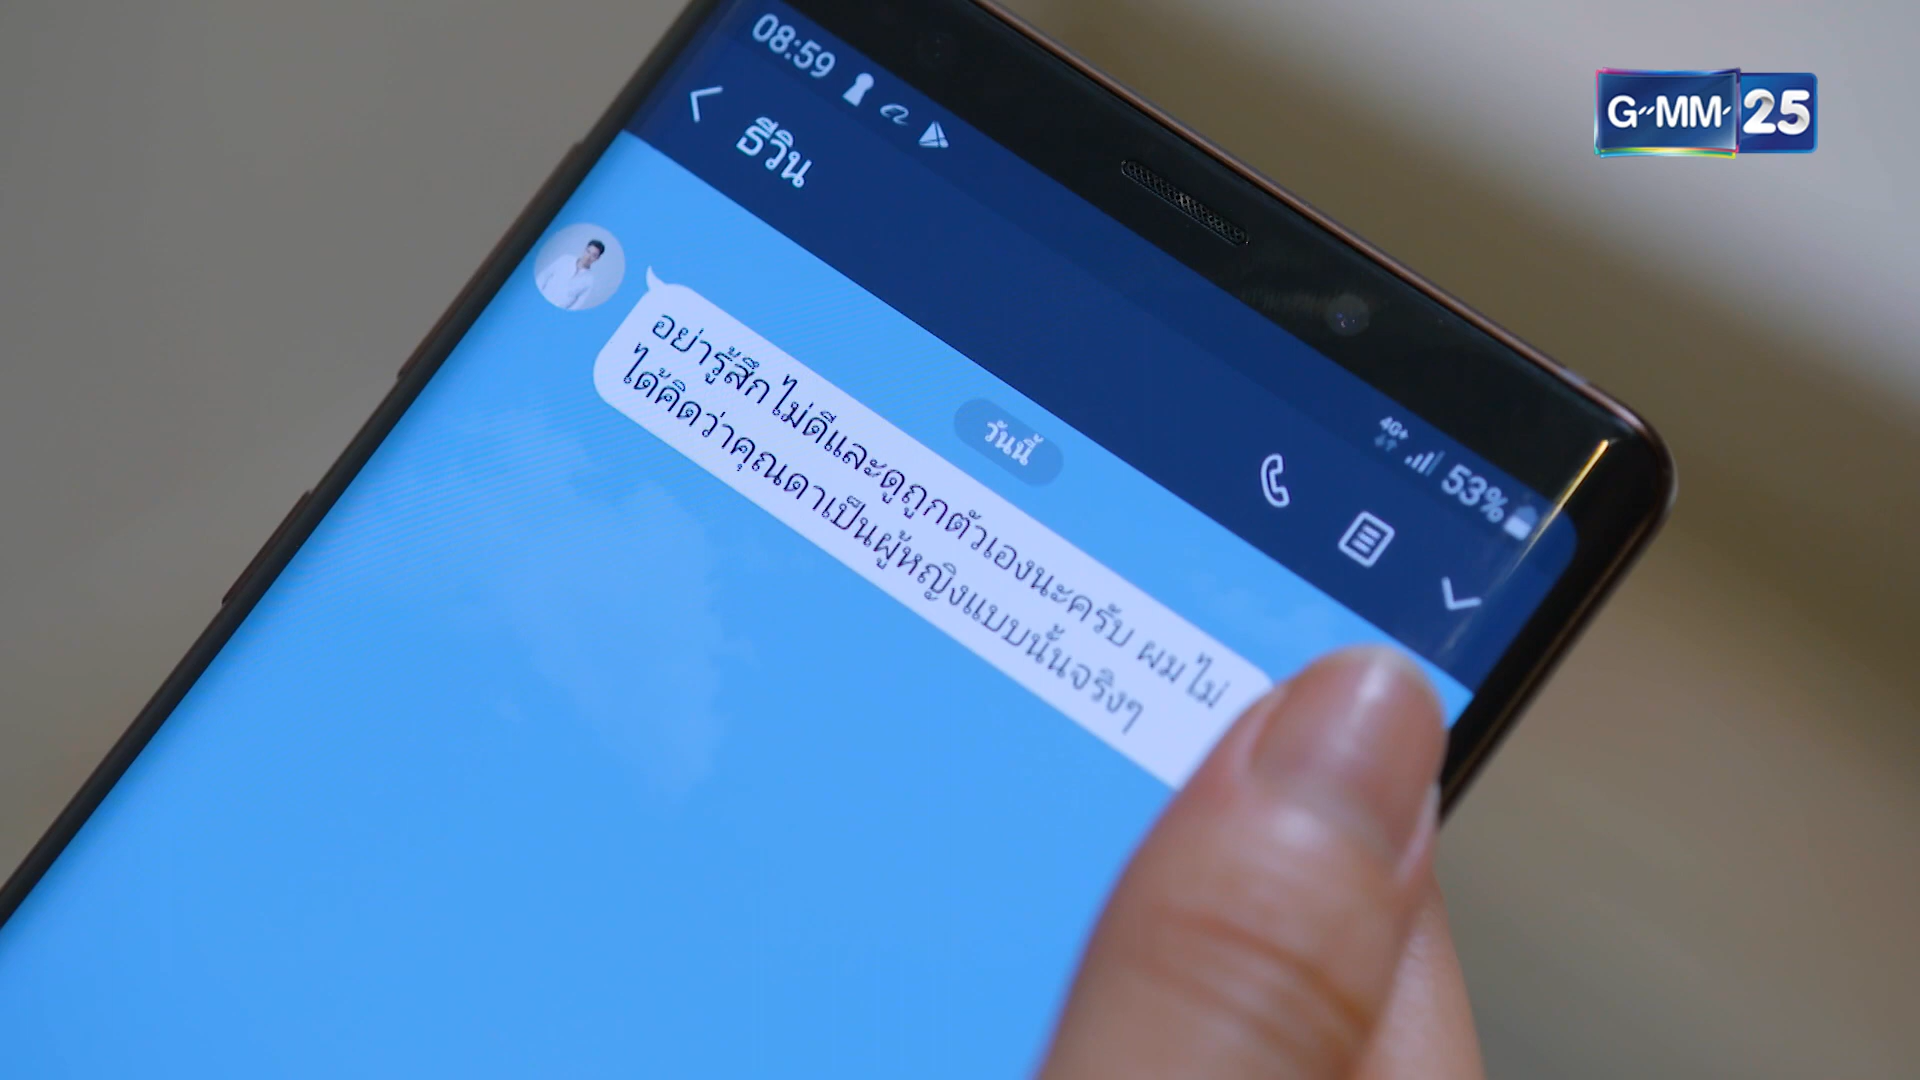 08:59
ธีวิน
4G+
53%
วันนี้
อย่ารู้สึกไม่ดีและดูถูกตัวเองนะครับ ผมไม่
ได้คิดว่าคุณดาเป็นผู้หญิงแบบนั้นจริงๆ
GMM 25